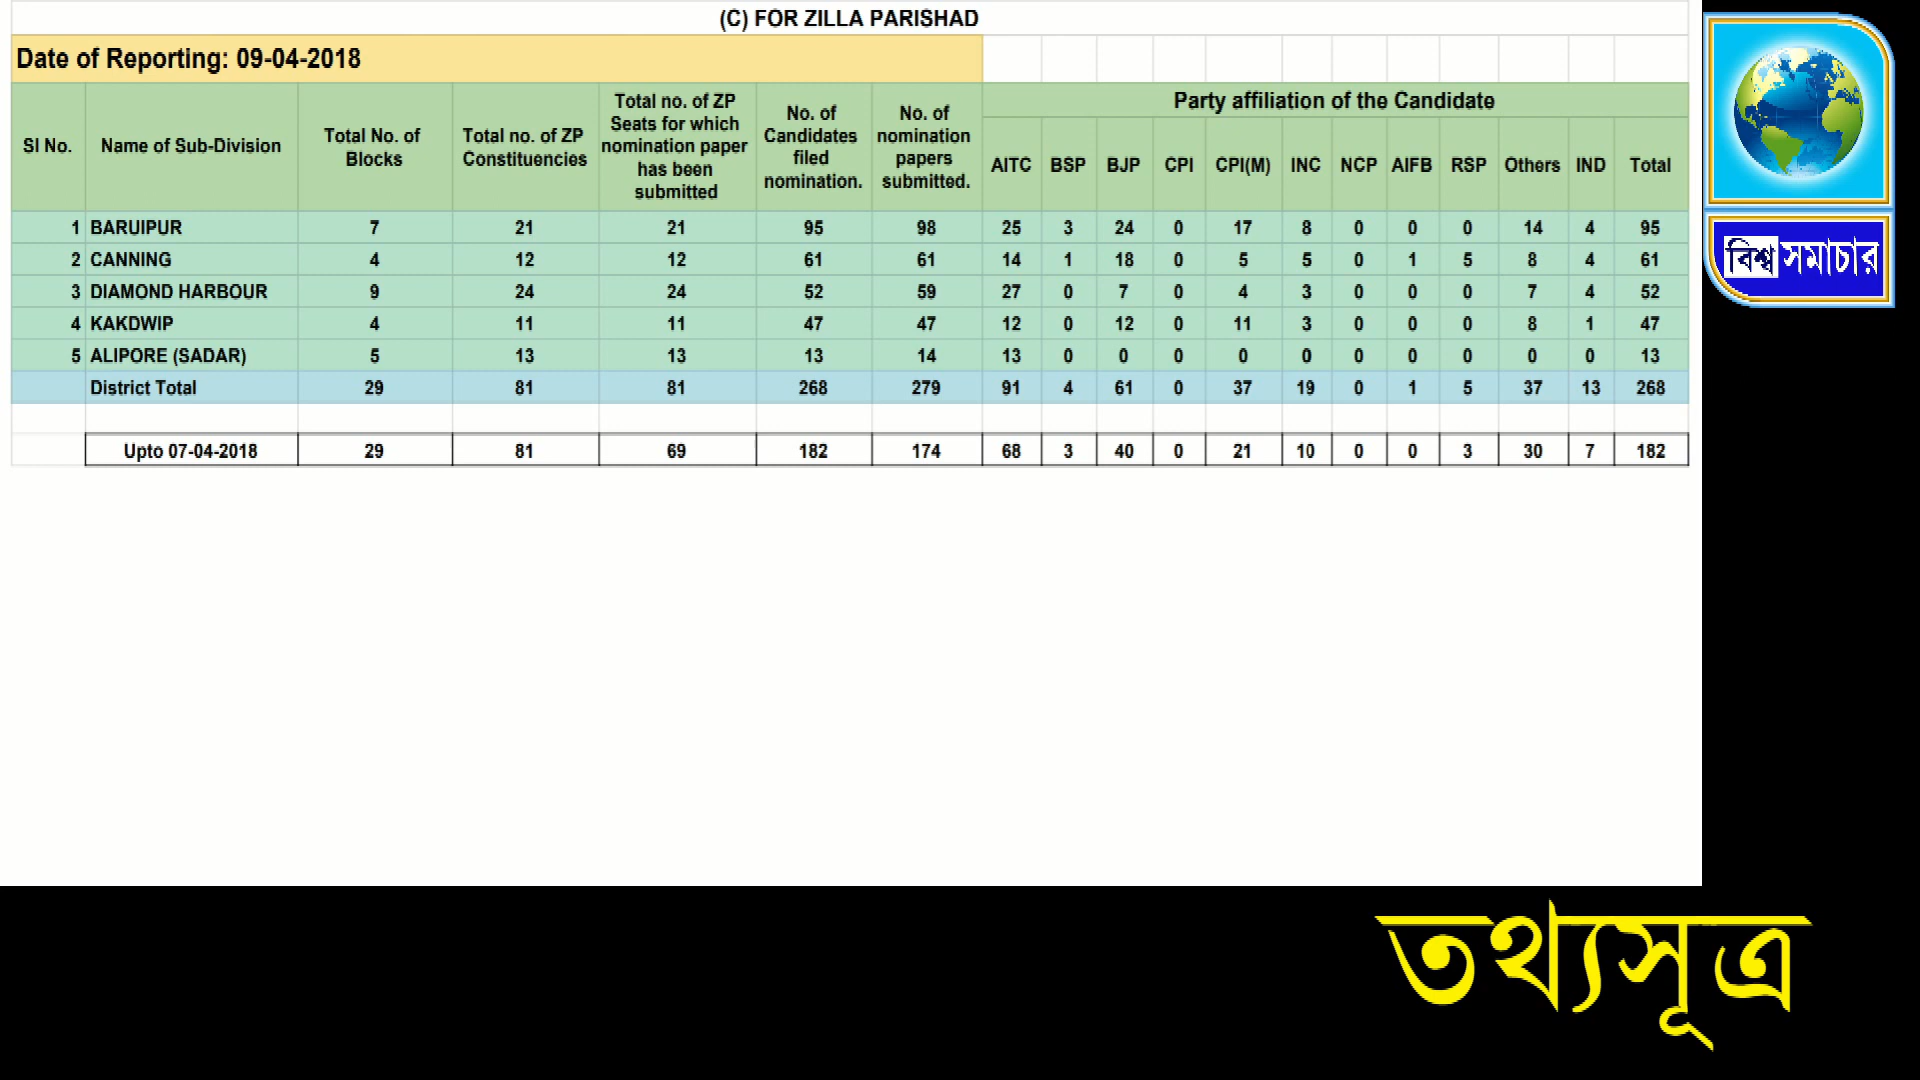 (C) FOR ZILLA PARISHAD
Date of Reporting: 09-04-2018
Sl No. Name of Sub-Division Total No. of Blocks Total no. of ZP Constituencies Total no. of ZP Seats for which nomination paper has been submitted No. of Candidates filed nomination. No. of nomination papers submitted. Party affiliation of the Candidate
AITC BSP BJP CPI CPI(M) INC NCP AIFB RSP Others IND Total
1 BARUIPUR 7 21 21 95 98 25 3 24 0 17 8 0 0 0 14 4 95
2 CANNING 4 12 12 61 61 14 1 18 0 5 5 0 1 5 8 4 61
3 DIAMOND HARBOUR 9 24 24 52 59 27 0 7 0 4 3 0 0 0 7 4 52
4 KAKDWIP 4 11 11 47 47 12 0 12 0 11 3 0 0 0 8 1 47
5 ALIPORE (SADAR) 5 13 13 13 14 13 0 0 0 0 0 0 0 0 0 0 13
District Total 29 81 81 268 279 91 4 61 0 37 19 0 1 5 37 13 268
Upto 07-04-2018 29 81 69 182 174 68 3 40 0 21 10 0 0 3 30 7 182
বিশ্ব সমাচার
তথ্যসূত্র